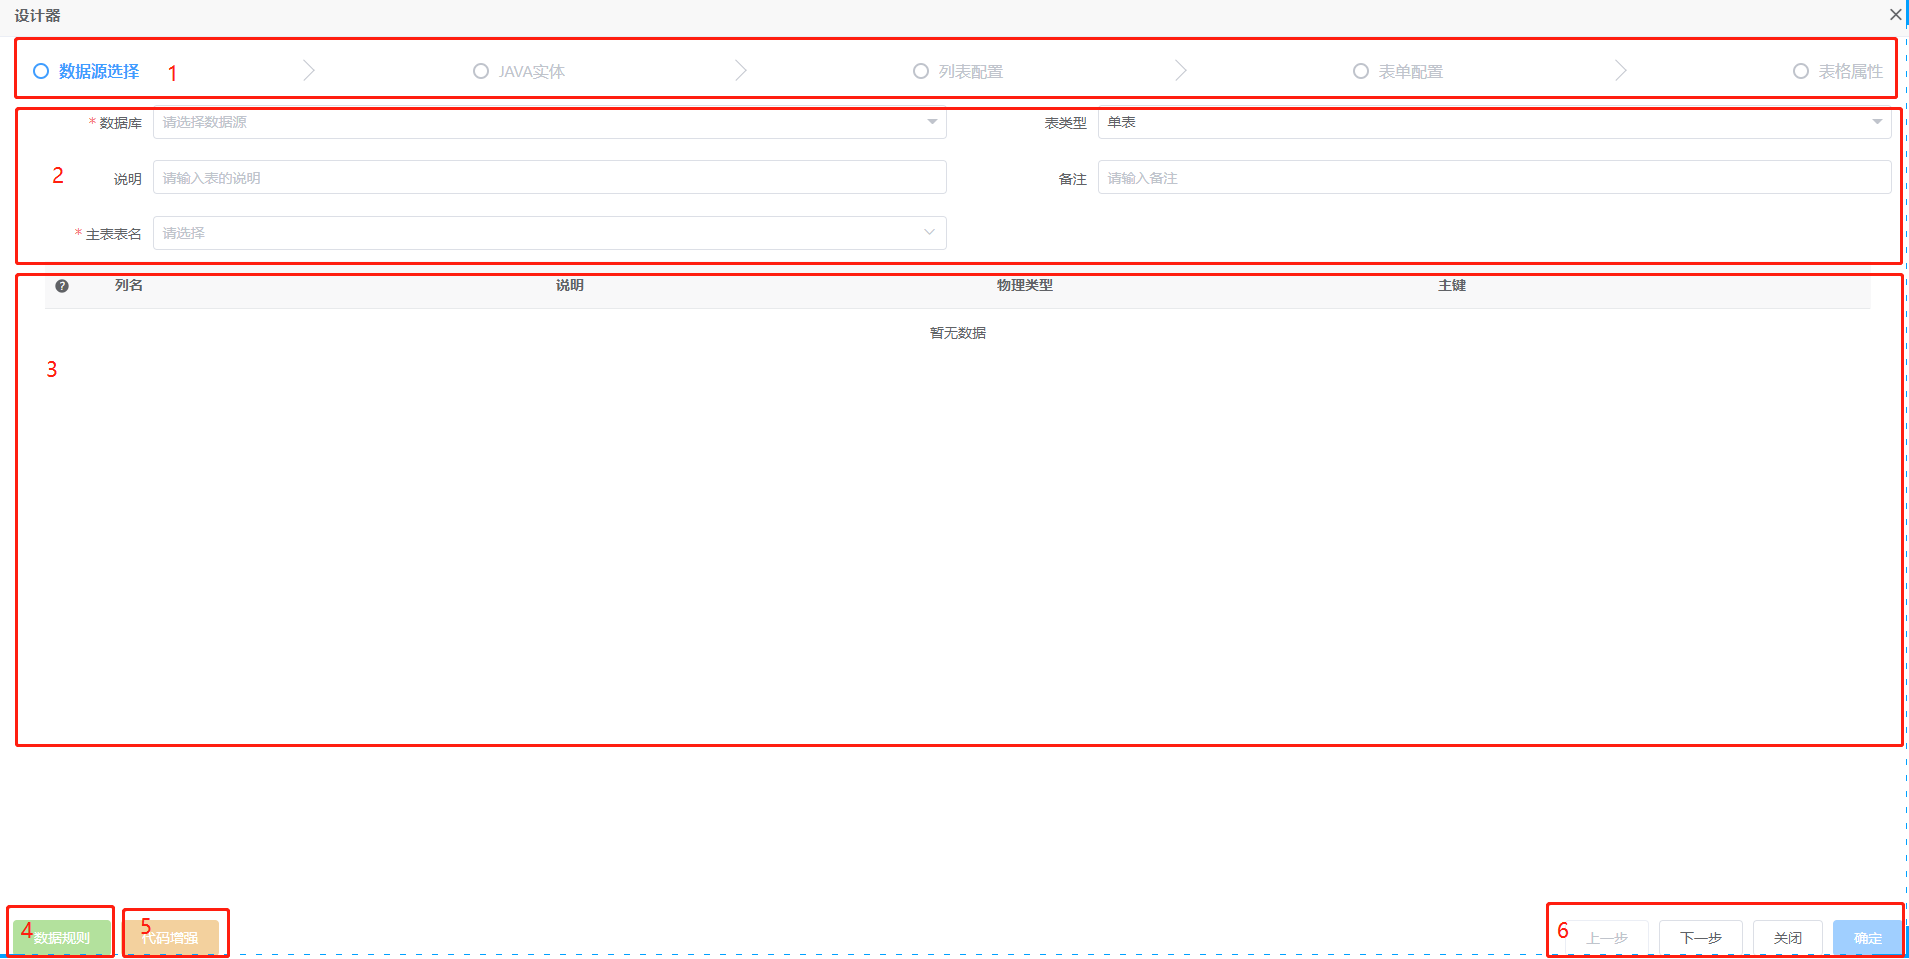 设计器
数据源选择 1 JAVA实体 列表配置 表单配置 表格属性
* 数据库 请选择数据源 表类型 单表
2 说明 请输入表的说明 备注 请输入备注
* 主表表名 请选择
? 列名 说明 物理类型 主键
暂无数据
3
4 数据规则 5 代码增强 6 上一步 下一步 关闭 确定